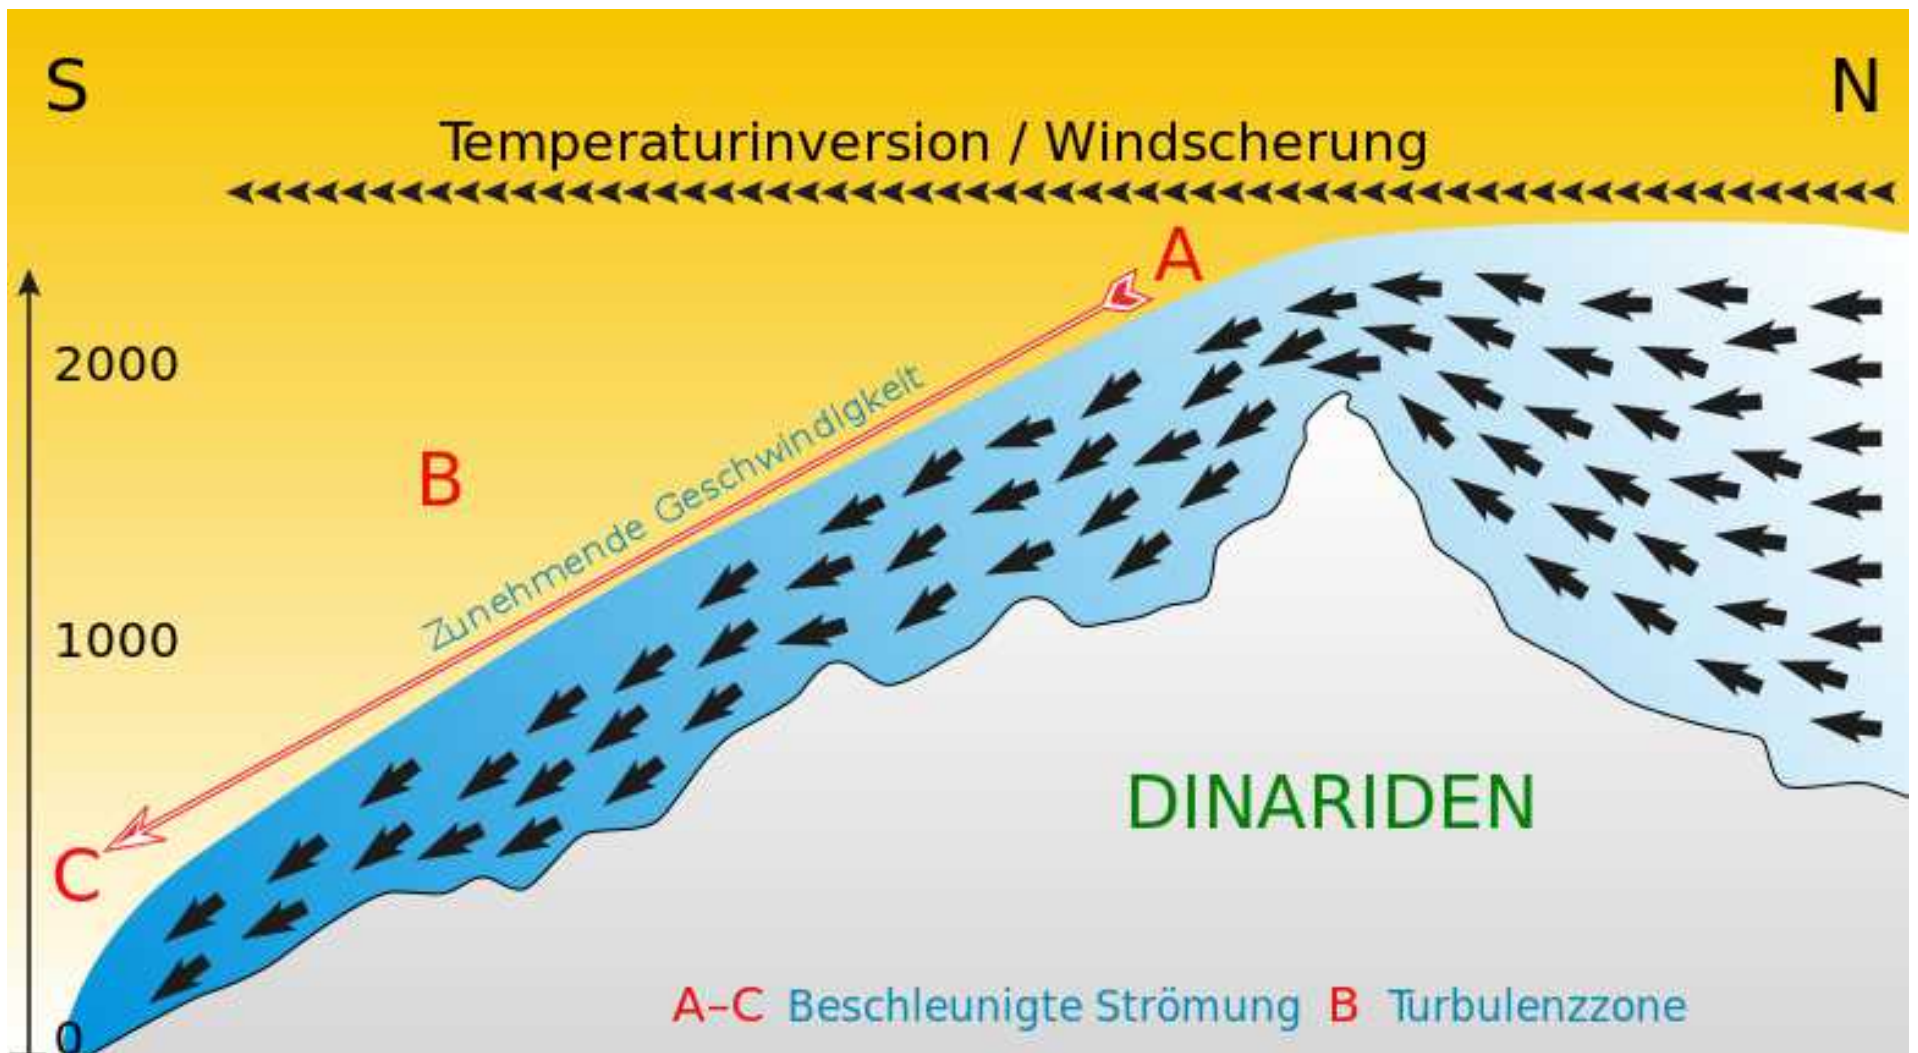 S
N
Temperaturinversion / Windscherung
A
2000
Zunehmende Geschwindigkeit
B
1000
DINARIDEN
C
A–C Beschleunigte Strömung B Turbulenzzone
0